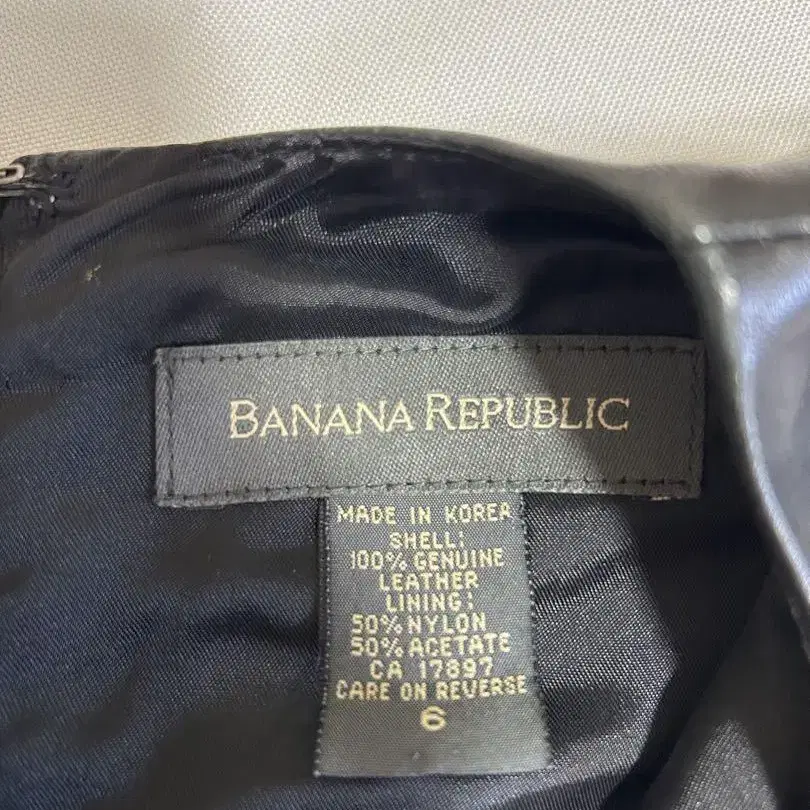 BANANA REPUBLIC
MADE IN KOREA
SHELL:
100% GENUINE
LEATHER
LINING:
50% NYLON
50% ACETATE
CA 17897
CARE ON REVERSE
6